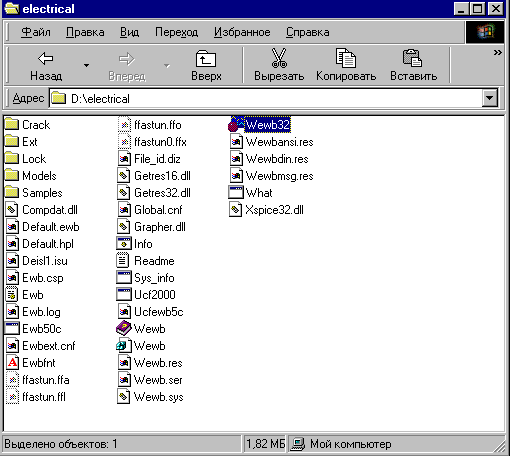 electrical
Файл Правка Вид Переход Избранное Справка
Назад Вперед Вверх Вырезать Копировать Вставить »
Адрес D:\electrical
Crack
Ext
Lock
Models
Samples
Compdat.dll
Default.ewb
Default.hpl
Deisl1.isu
Ewb.csp
Ewb
Ewb.log
Ewb50c
Ewbext.cnf
Ewbfnt
ffastun.ffa
ffastun.ffl
ffastun.ffo
ffastun0.ffx
File_id.diz
Getres16.dll
Getres32.dll
Global.cnf
Grapher.dll
Info
Readme
Sys_info
Ucf2000
Ucfewb5c
Wewb
Wewb
Wewb.res
Wewb.ser
Wewb.sys
Wewb32
Wewbansi.res
Wewbdin.res
Wewbmsg.res
What
Xspice32.dll
Выделено объектов: 1 1,82 МБ Мой компьютер